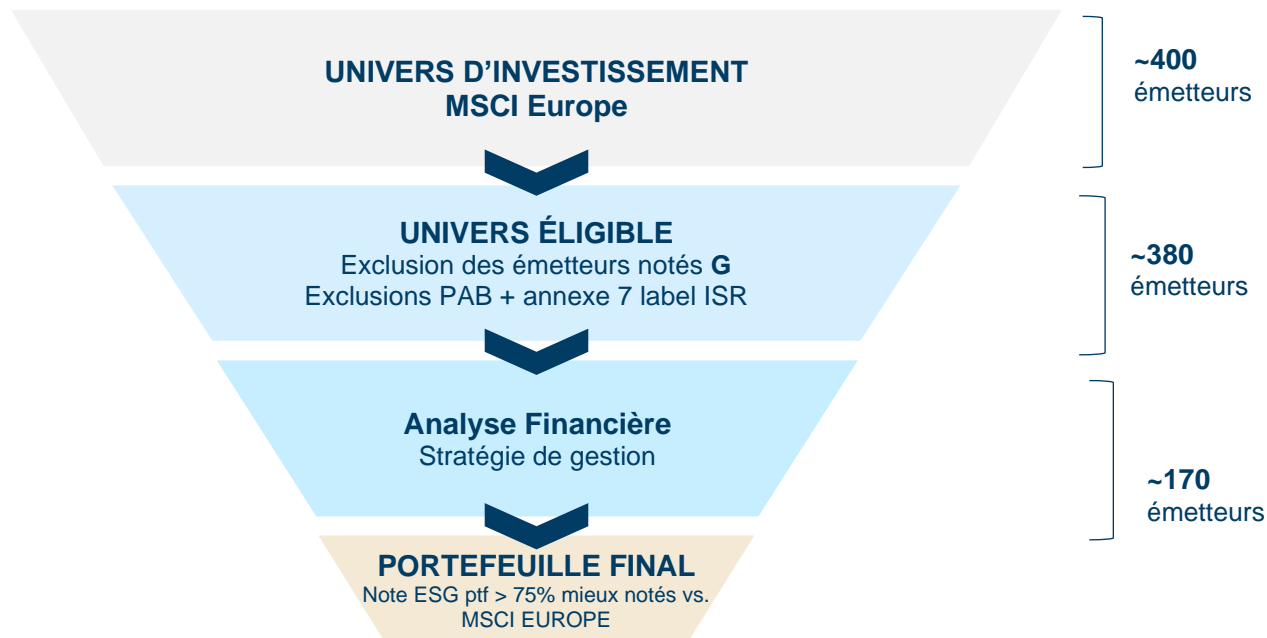 UNIVERS D'INVESTISSEMENT
MSCI Europe
~400
émetteurs
UNIVERS ÉLIGIBLE
Exclusion des émetteurs notés G
Exclusions PAB + annexe 7 label ISR
~380
émetteurs
Analyse Financière
Stratégie de gestion
~170
émetteurs
PORTEFEUILLE FINAL
Note ESG ptf > 75% mieux notés vs.
MSCI EUROPE